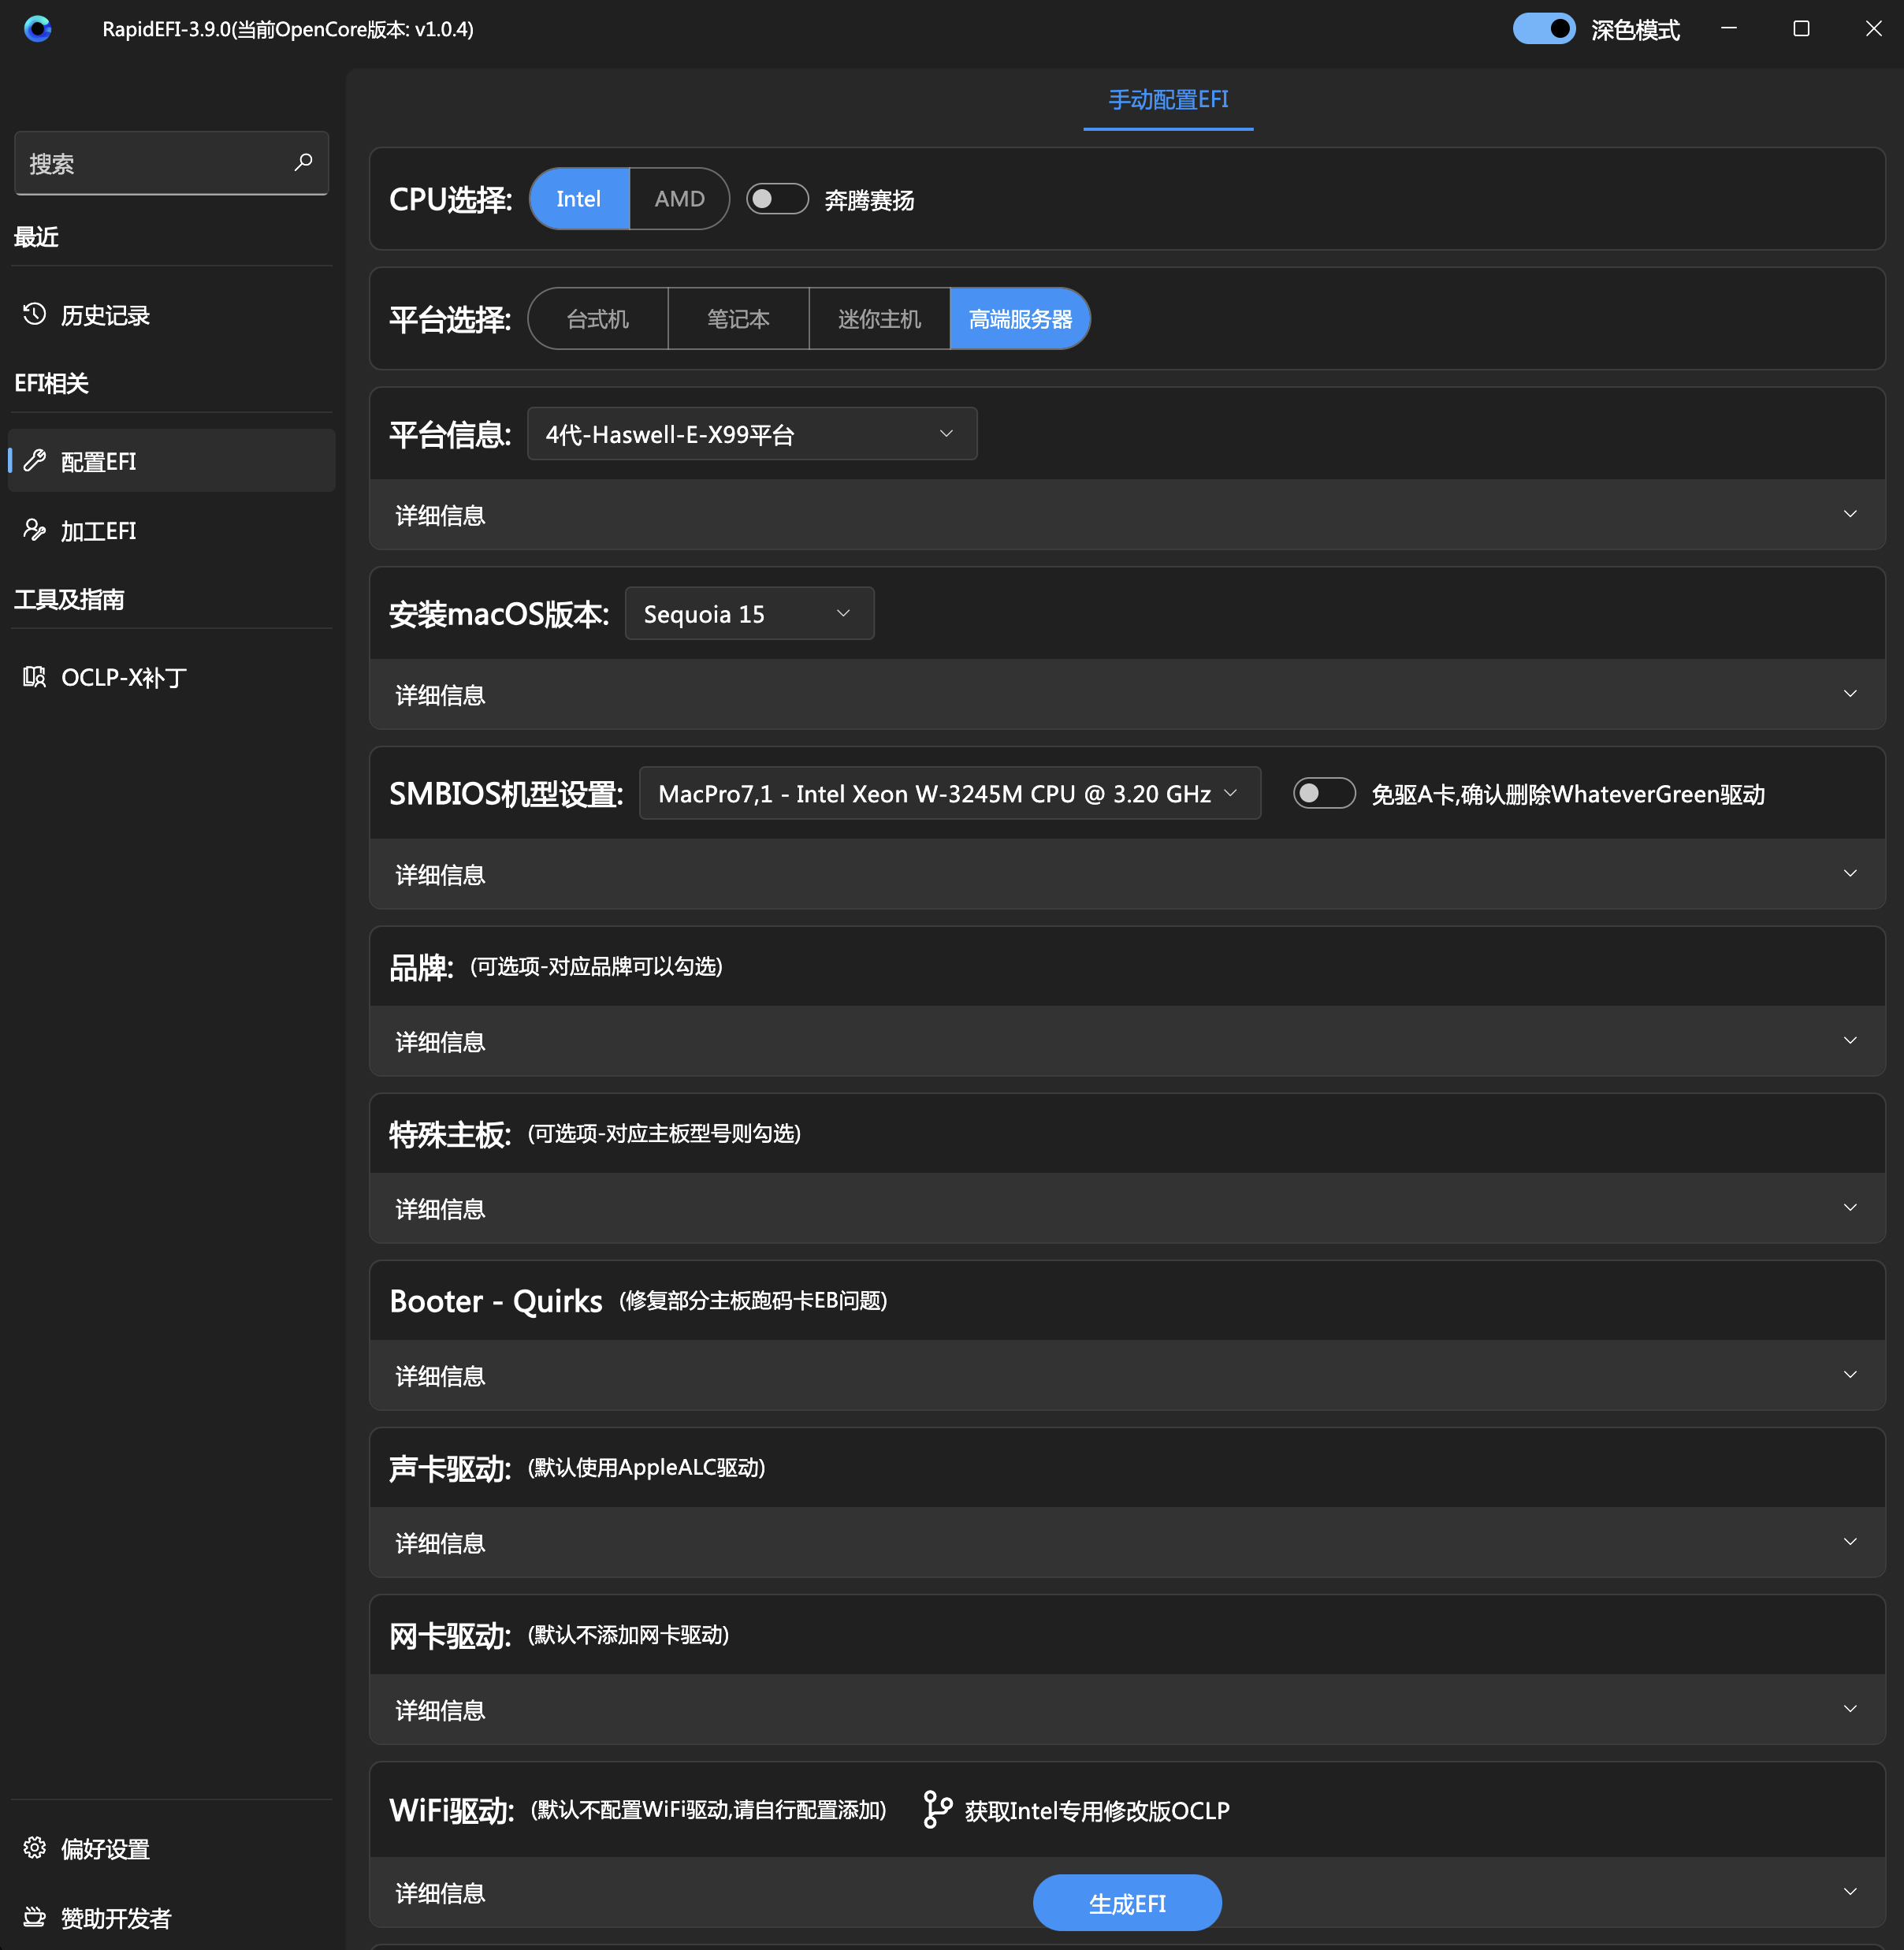 RapidEFI-3.9.0(当前OpenCore版本: v1.0.4)
深色模式
搜索
最近
历史记录
EFI相关
配置EFI
加工EFI
工具及指南
OCLP-X补丁
偏好设置
赞助开发者
手动配置EFI
CPU选择: Intel AMD 奔腾赛扬
平台选择: 台式机 笔记本 迷你主机 高端服务器
平台信息: 4代-Haswell-E-X99平台
详细信息
安装macOS版本: Sequoia 15
详细信息
SMBIOS机型设置: MacPro7,1 - Intel Xeon W-3245M CPU @ 3.20 GHz 免驱A卡,确认删除WhateverGreen驱动
详细信息
品牌: (可选项-对应品牌可以勾选)
详细信息
特殊主板: (可选项-对应主板型号则勾选)
详细信息
Booter - Quirks (修复部分主板跑码卡EB问题)
详细信息
声卡驱动: (默认使用AppleALC驱动)
详细信息
网卡驱动: (默认不添加网卡驱动)
详细信息
WiFi驱动: (默认不配置WiFi驱动,请自行配置添加) 获取Intel专用修改版OCLP
详细信息
生成EFI